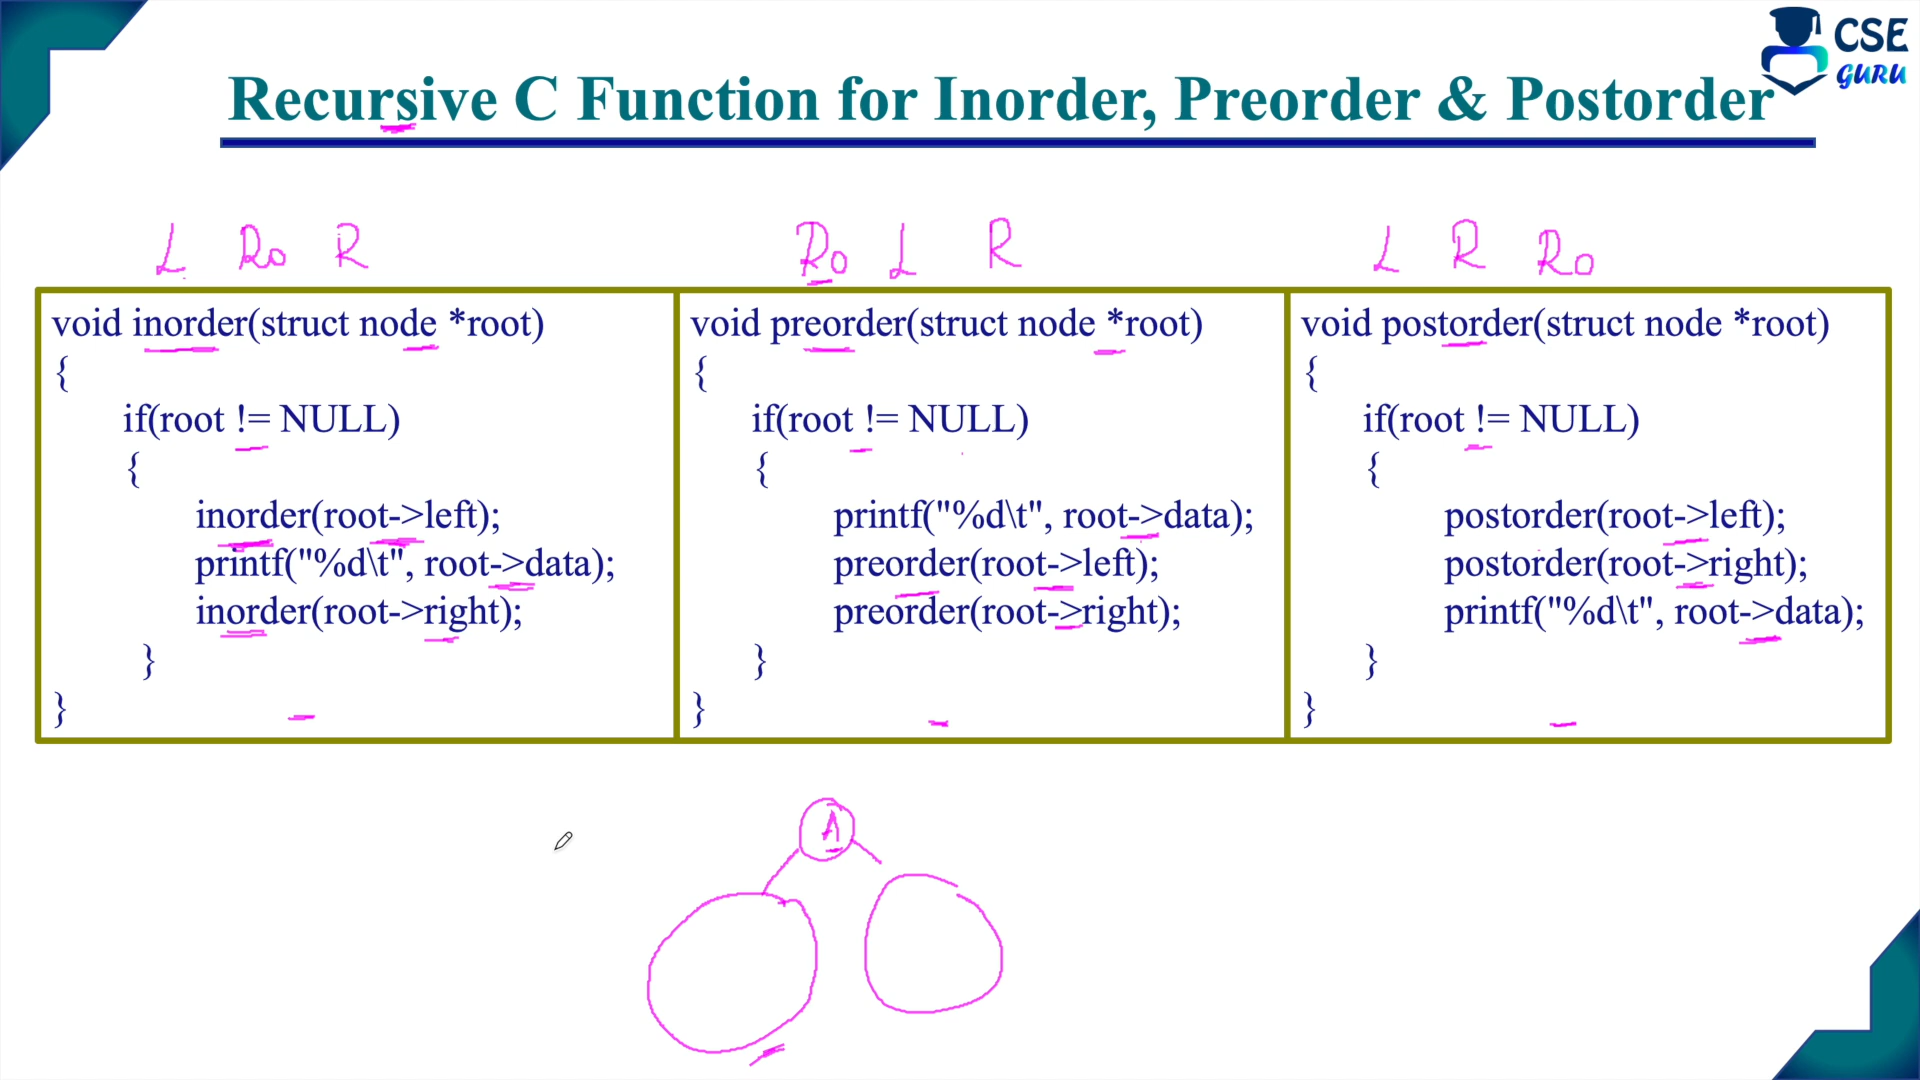 CSE
GURU
Recursive C Function for Inorder, Preorder & Postorder
L Ro R
void inorder(struct node *root)
{
if(root != NULL)
{
inorder(root->left);
printf("%d\t", root->data);
inorder(root->right);
}
}
Ro L R
void preorder(struct node *root)
{
if(root != NULL)
{
printf("%d\t", root->data);
preorder(root->left);
preorder(root->right);
}
}
L R Ro
void postorder(struct node *root)
{
if(root != NULL)
{
postorder(root->left);
postorder(root->right);
printf("%d\t", root->data);
}
}
A